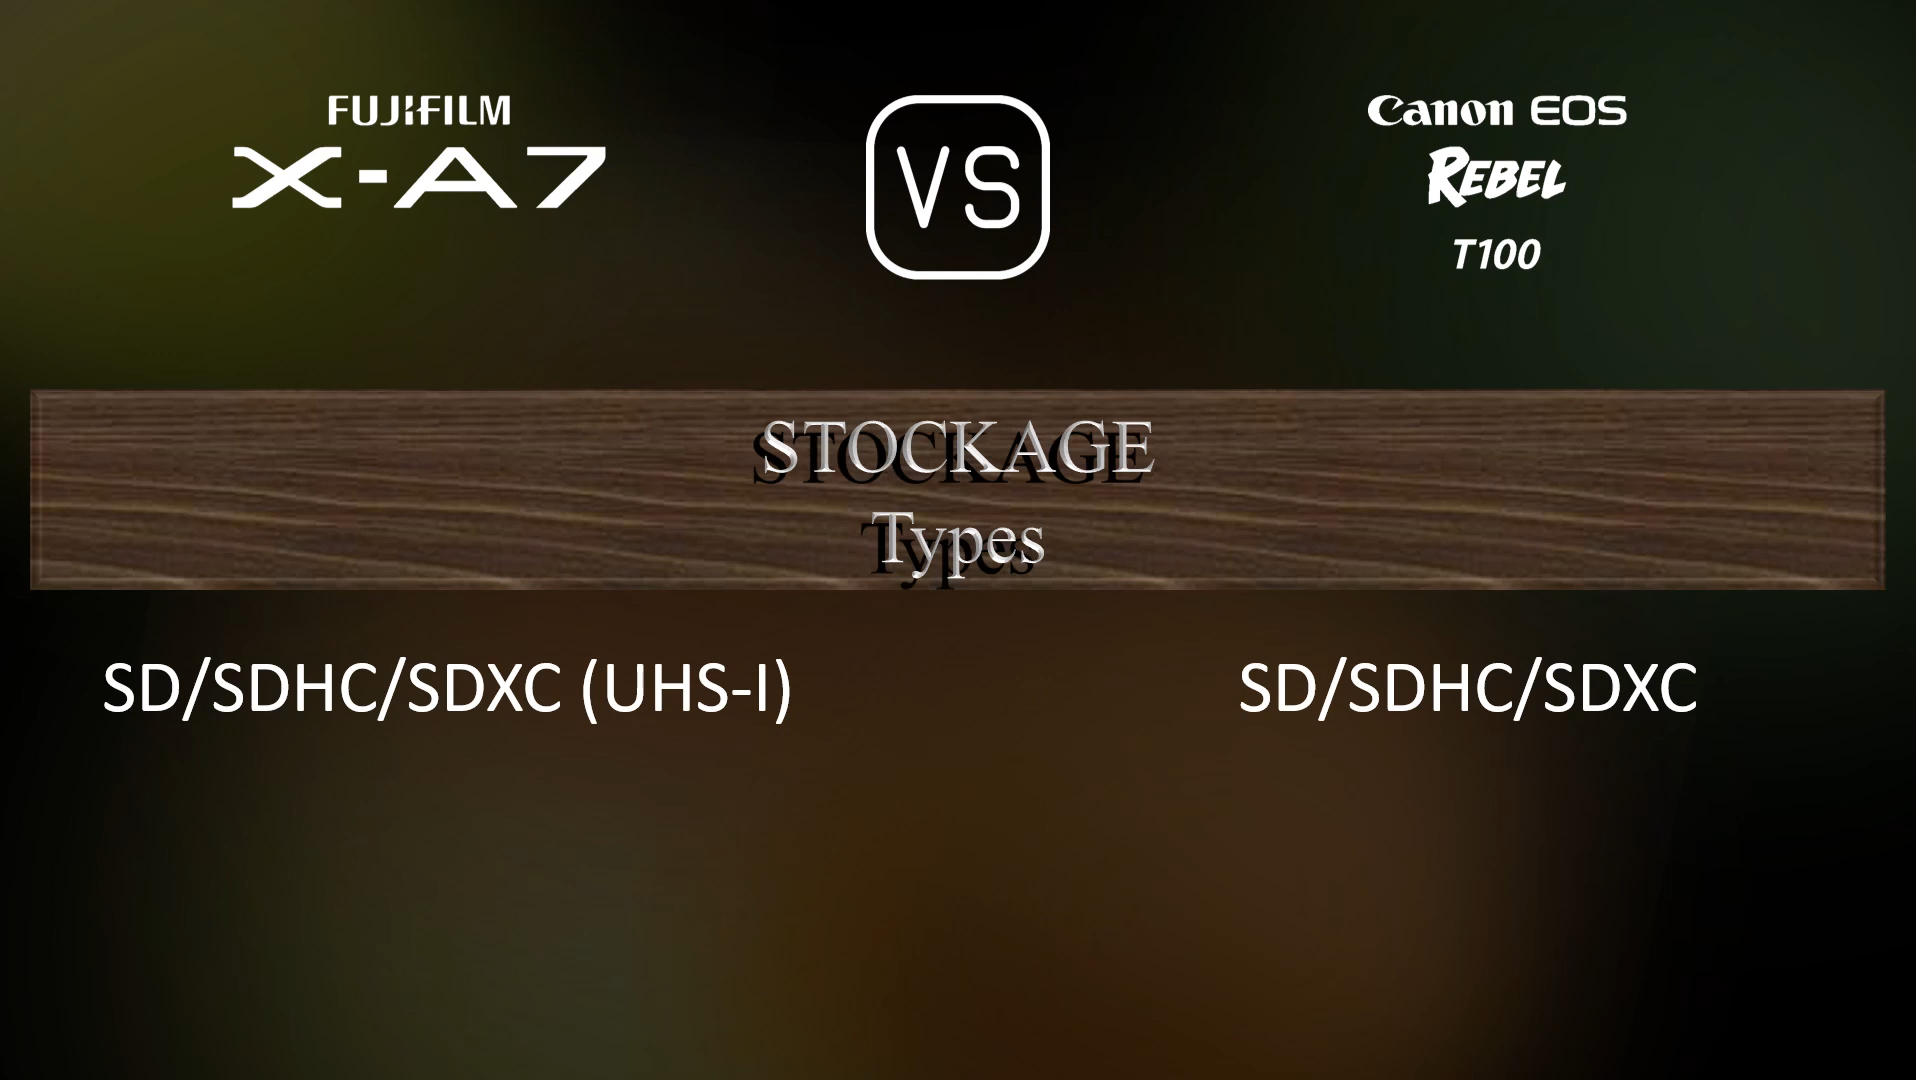 FUJIFILM
X-A7
VS
Canon EOS
REBEL
T100
STOCKAGE
Types
SD/SDHC/SDXC (UHS-I)
SD/SDHC/SDXC